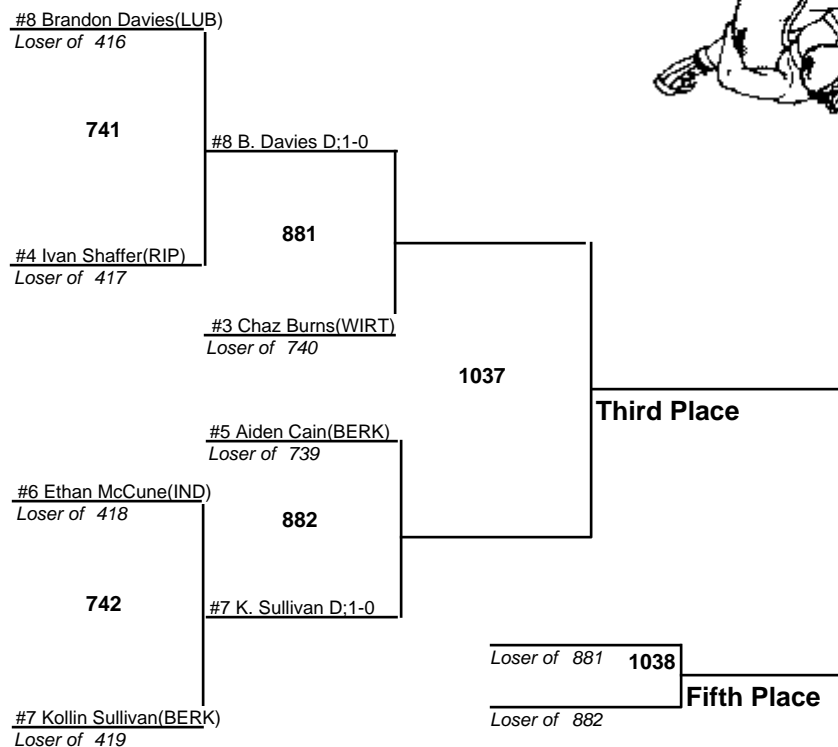 #8 Brandon Davies(LUB)
Loser of 416
741
#8 B. Davies D;1-0
881
#4 Ivan Shaffer(RIP)
Loser of 417
#3 Chaz Burns(WIRT)
Loser of 740
1037
Third Place
#5 Aiden Cain(BERK)
Loser of 739
#6 Ethan McCune(IND)
Loser of 418
882
742
#7 K. Sullivan D;1-0
Loser of 881
1038
Fifth Place
#7 Kollin Sullivan(BERK)
Loser of 419
Loser of 882